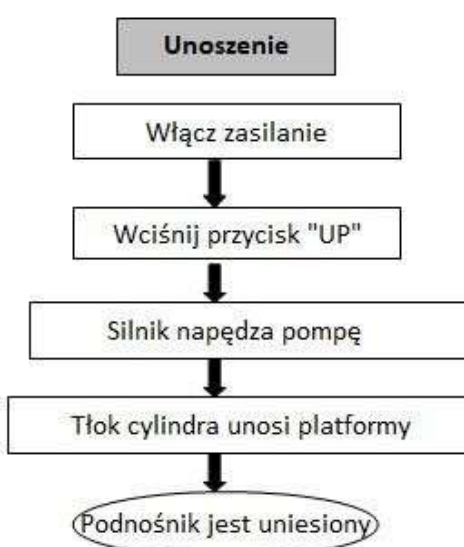 Unoszenie
Włącz zasilanie
Wciśnij przycisk "UP"
Silnik napędza pompę
Tłok cylindra unosi platformy
Podnośnik jest uniesiony